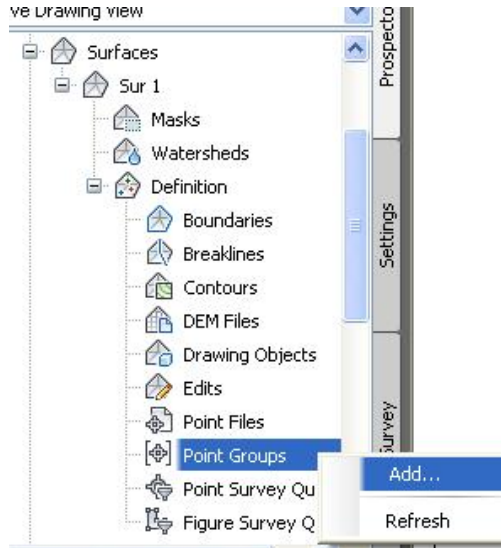 ve Drawing View
Surfaces
Sur 1
Masks
Watersheds
Definition
Boundaries
Breaklines
Contours
DEM Files
Drawing Objects
Edits
Point Files
Point Groups
Point Survey Qu
Figure Survey Q
Add...
Refresh
Prospecto
Settings
Survey